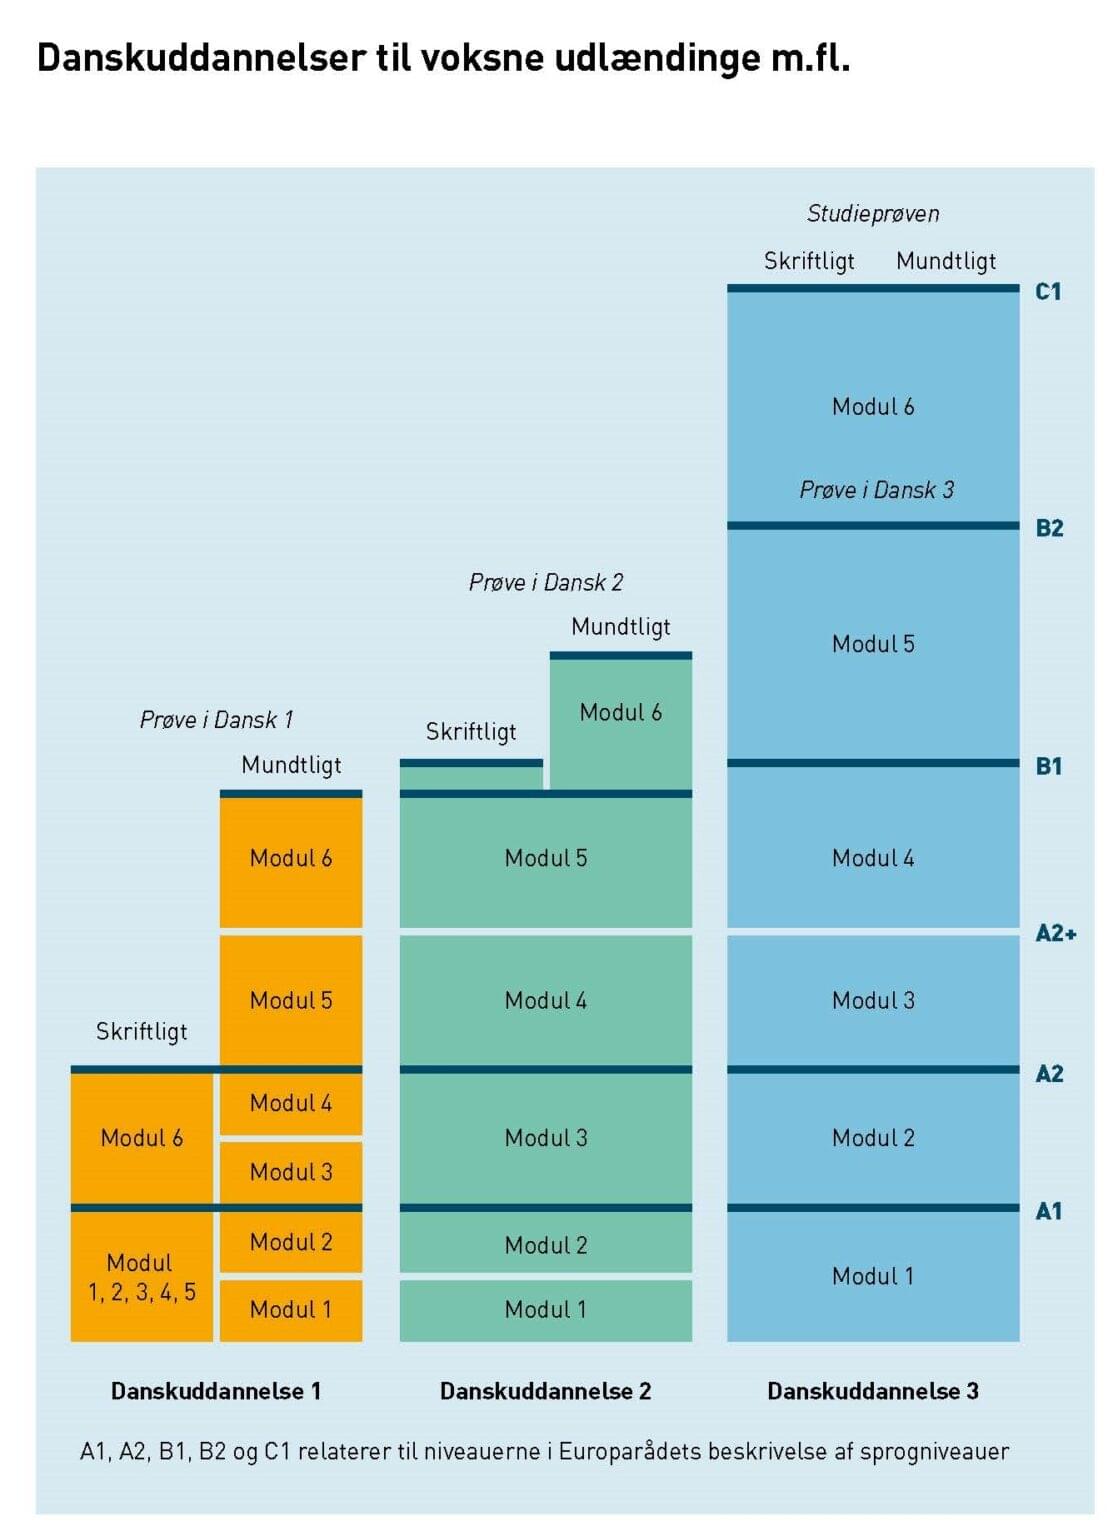 Danskuddannelser til voksne udlændinge m.fl.
Studieprøven
Skriftligt Mundtligt
C1
Modul 6
Prøve i Dansk 3
B2
Modul 5
B1
Modul 4
A2+
Modul 3
A2
Modul 2
A1
Modul 1
Danskuddannelse 3
Prøve i Dansk 2
Mundtligt
Modul 6
Skriftligt
Modul 5
Modul 4
Modul 3
Modul 2
Modul 1
Danskuddannelse 2
Prøve i Dansk 1
Mundtligt
Modul 6
Modul 5
Skriftligt
Modul 4
Modul 6
Modul 3
Modul 2
Modul
1, 2, 3, 4, 5
Modul 1
Danskuddannelse 1
A1, A2, B1, B2 og C1 relaterer til niveauerne i Europarådets beskrivelse af sprogniveauer